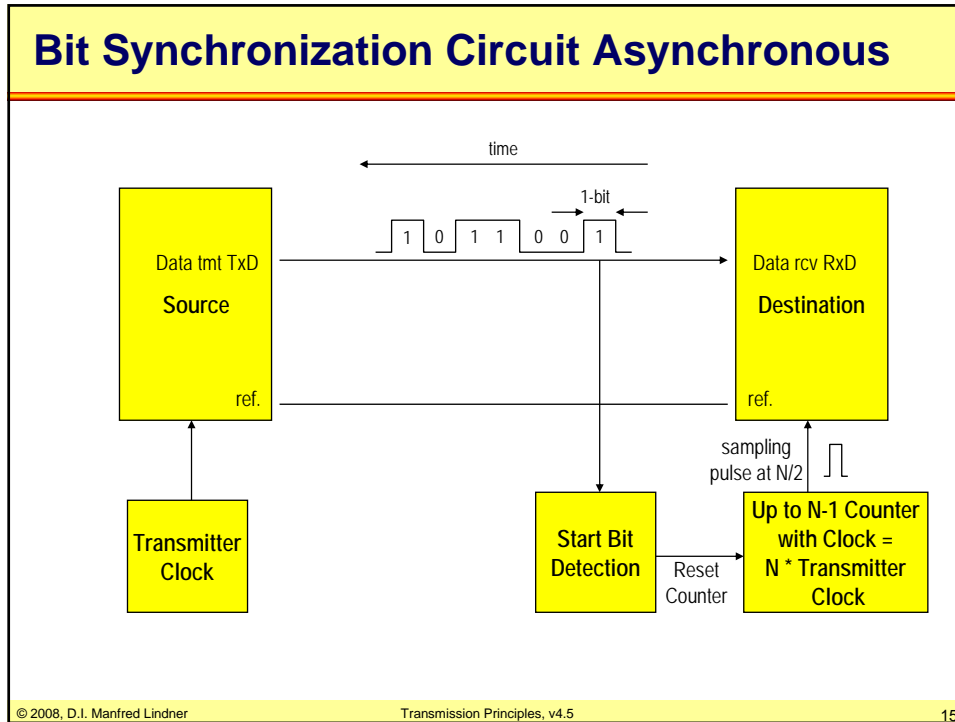 Bit Synchronization Circuit Asynchronous
time
1-bit
1 0 1 1 0 0 1
Data tmt TxD
Source
ref.
Data rcv RxD
Destination
ref.
sampling
pulse at N/2
Transmitter
Clock
Start Bit
Detection
Reset
Counter
Up to N-1 Counter
with Clock =
N * Transmitter
Clock
© 2008, D.I. Manfred Lindner
Transmission Principles, v4.5
15